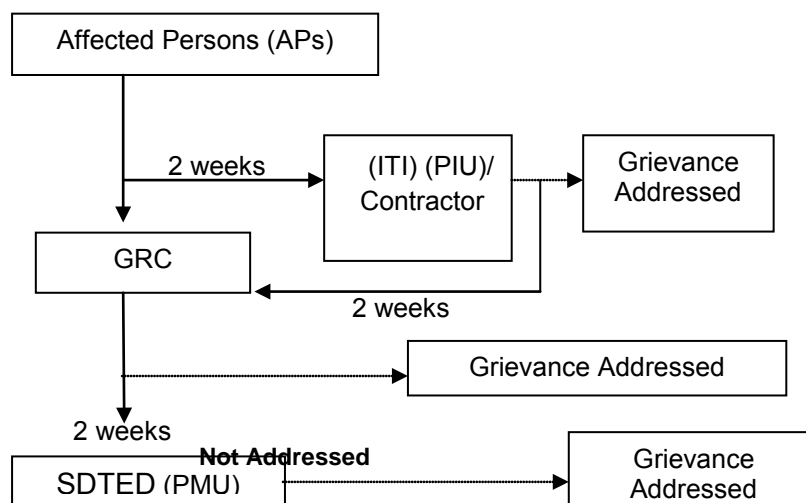 Affected Persons (APs)
2 weeks
(ITI) (PIU)/
Contractor
Grievance
Addressed
GRC
2 weeks
Grievance Addressed
2 weeks
Not Addressed
SDTED (PMU)
Grievance
Addressed